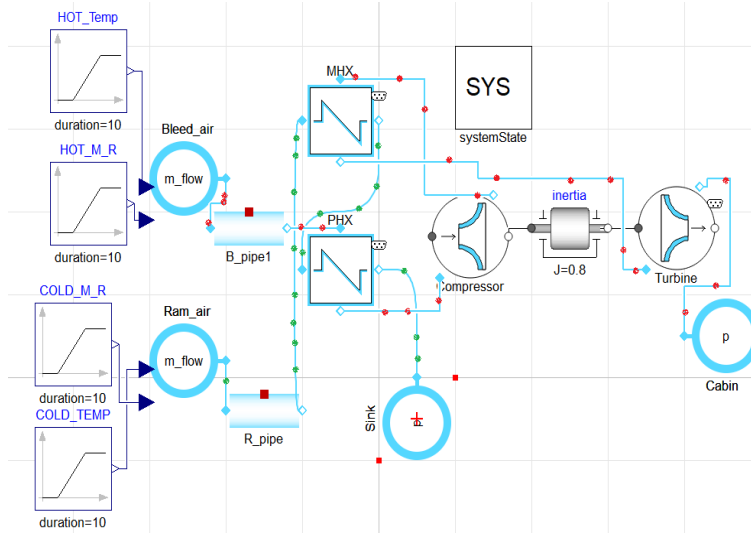 HOT_Temp
duration=10
HOT_M_R
duration=10
Bleed_air
m_flow
B_pipe1
MHX
PHX
SYS
systemState
Compressor
inertia
J=0.8
Turbine
COLD_M_R
duration=10
COLD_TEMP
duration=10
Ram_air
m_flow
R_pipe
Sink
p
p
Cabin